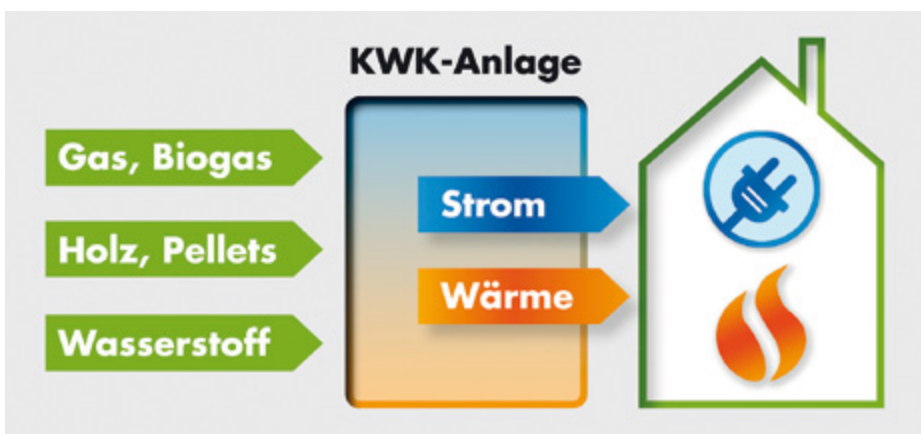 KWK-Anlage
Gas, Biogas
Holz, Pellets
Wasserstoff
Strom
Wärme